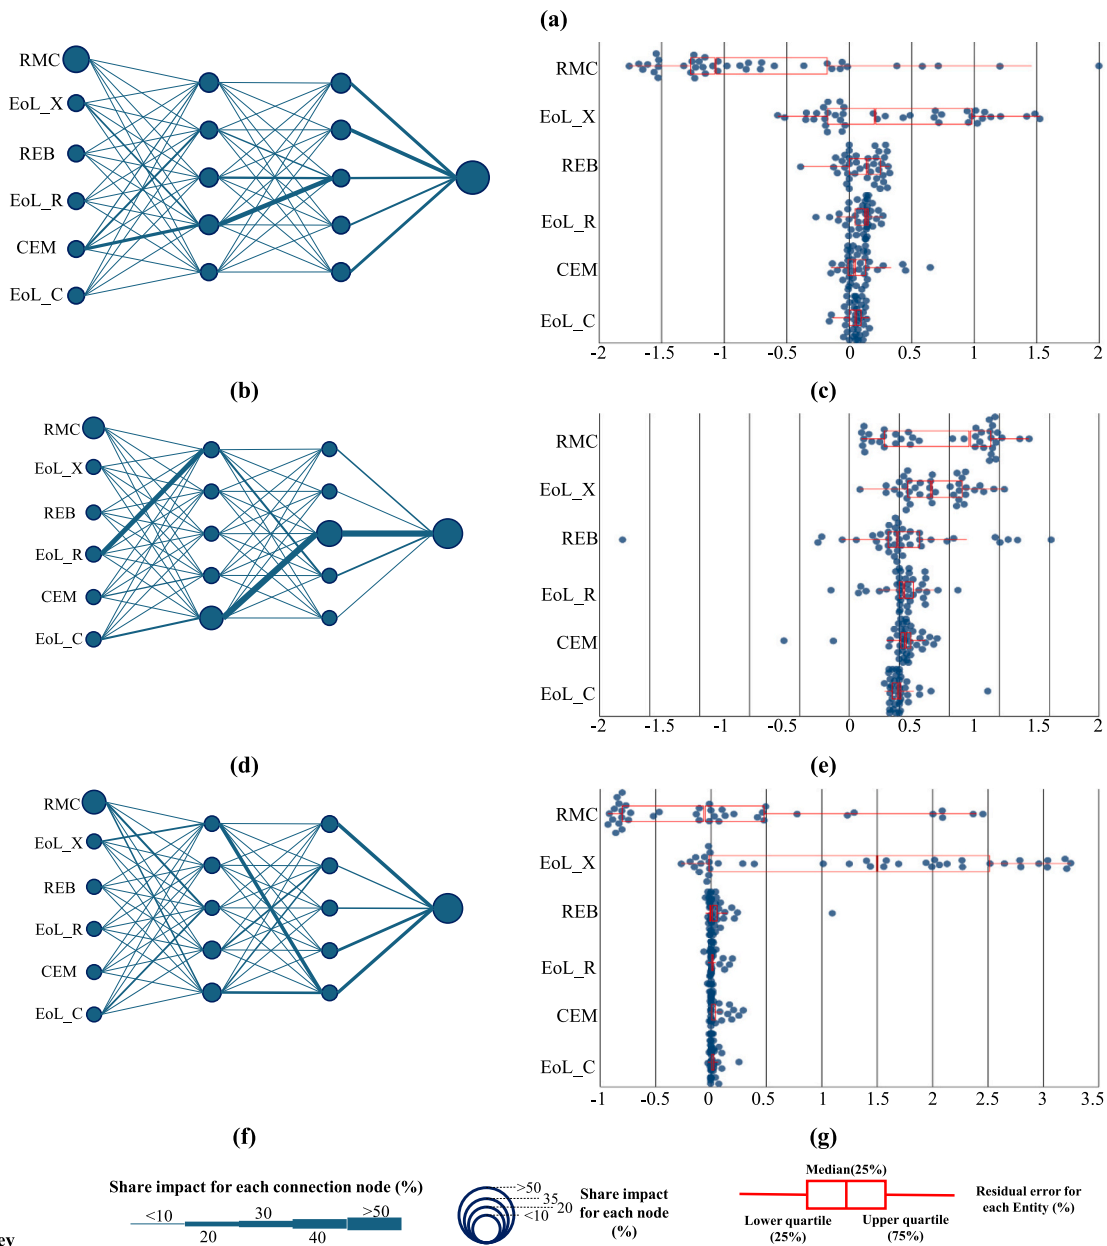 (a)
RMC
EoL_X
REB
EoL_R
CEM
EoL_C
RMC
EoL_X
REB
EoL_R
CEM
EoL_C
-2 -1.5 -1 -0.5 0 0.5 1 1.5 2
(b) (c)
RMC
EoL_X
REB
EoL_R
CEM
EoL_C
RMC
EoL_X
REB
EoL_R
CEM
EoL_C
-2 -1.5 -1 -0.5 0 0.5 1 1.5 2
(d) (e)
RMC
EoL_X
REB
EoL_R
CEM
EoL_C
RMC
EoL_X
REB
EoL_R
CEM
EoL_C
-1 -0.5 0 0.5 1 1.5 2 2.5 3 3.5
(f) (g)
Share impact for each connection node (%)
<10 30 >50
20 40
ey
>50
35
20
<10
Share impact
for each node
(%)
Median(25%)
Lower quartile
(25%)
Upper quartile
(75%)
Residual error for
each Entity (%)